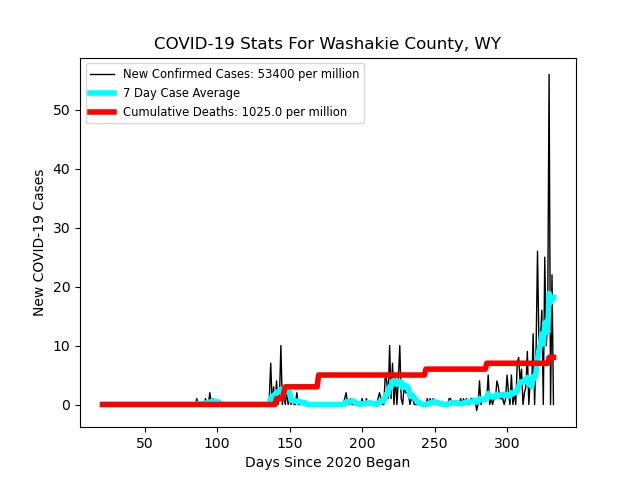 COVID-19 Stats For Washakie County, WY
New Confirmed Cases: 53400 per million
7 Day Case Average
Cumulative Deaths: 1025.0 per million
New COVID-19 Cases
50
40
30
20
10
0
50 100 150 200 250 300
Days Since 2020 Began